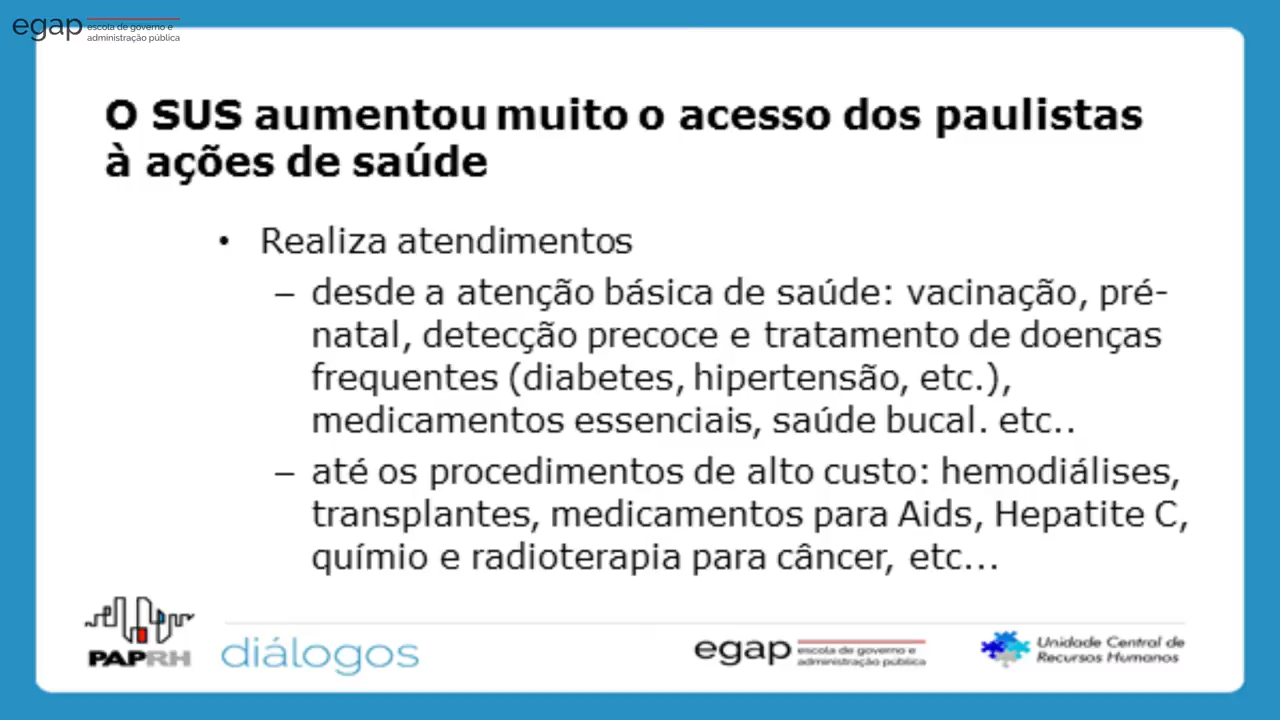 egap escola de governo e
administração pública
O SUS aumentou muito o acesso dos paulistas
à ações de saúde
• Realiza atendimentos
– desde a atenção básica de saúde: vacinação, pré-
natal, detecção precoce e tratamento de doenças
frequentes (diabetes, hipertensão, etc.),
medicamentos essenciais, saúde bucal. etc..
– até os procedimentos de alto custo: hemodiálises,
transplantes, medicamentos para Aids, Hepatite C,
químio e radioterapia para câncer, etc...
PAPRH
diálogos
egap escola de governo e
administração pública
Unidade Central de
Recursos Humanos